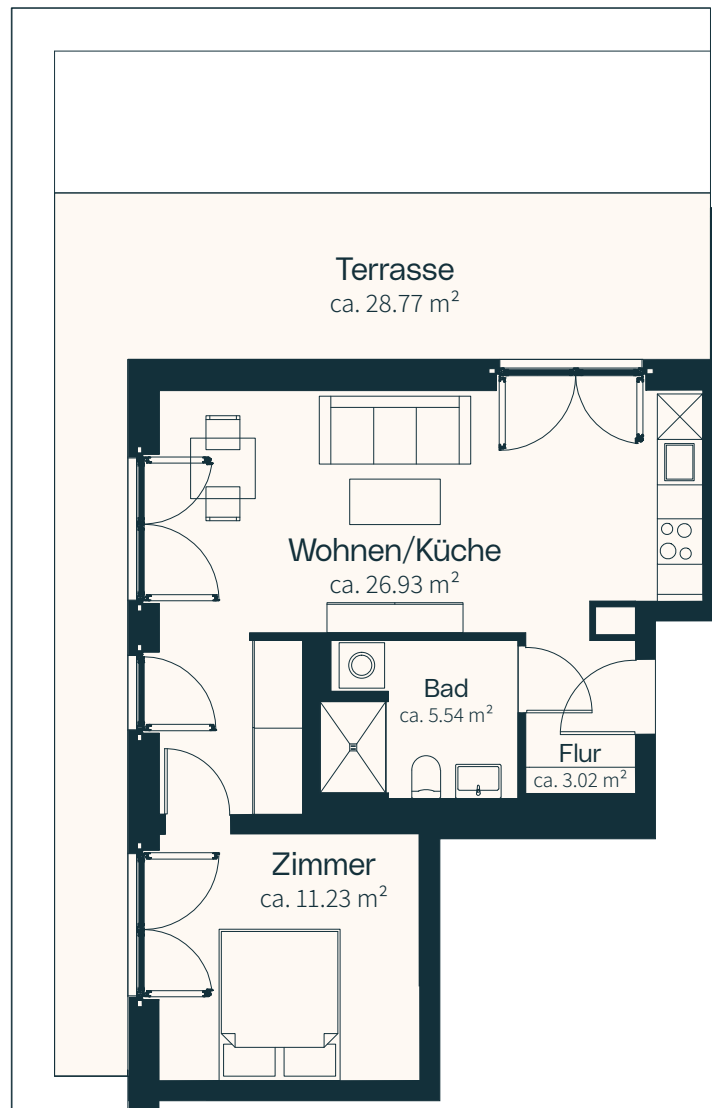 Terrasse
ca. 28.77 m²
Wohnen/Küche
ca. 26.93 m²
Bad
ca. 5.54 m²
Flur
ca. 3.02 m²
Zimmer
ca. 11.23 m²